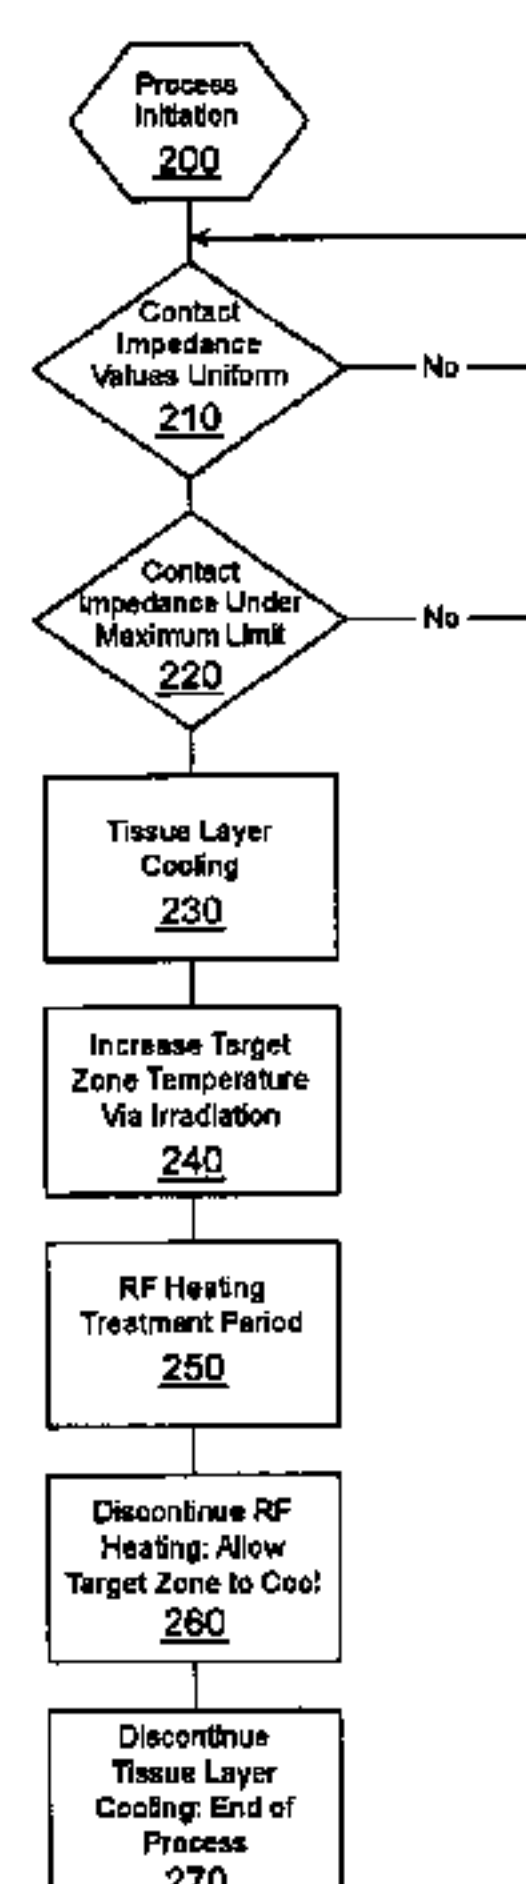 Process
Initiation
200
Contact
Impedance
Values Uniform
210
No
Contact
Impedance Under
Maximum Limit
220
No
Tissue Layer
Cooling
230
Increase Target
Zone Temperature
Via Irradiation
240
RF Heating
Treatment Period
250
Discontinue RF
Heating: Allow
Target Zone to Cool
260
Discontinue
Tissue Layer
Cooling: End of
Process
270